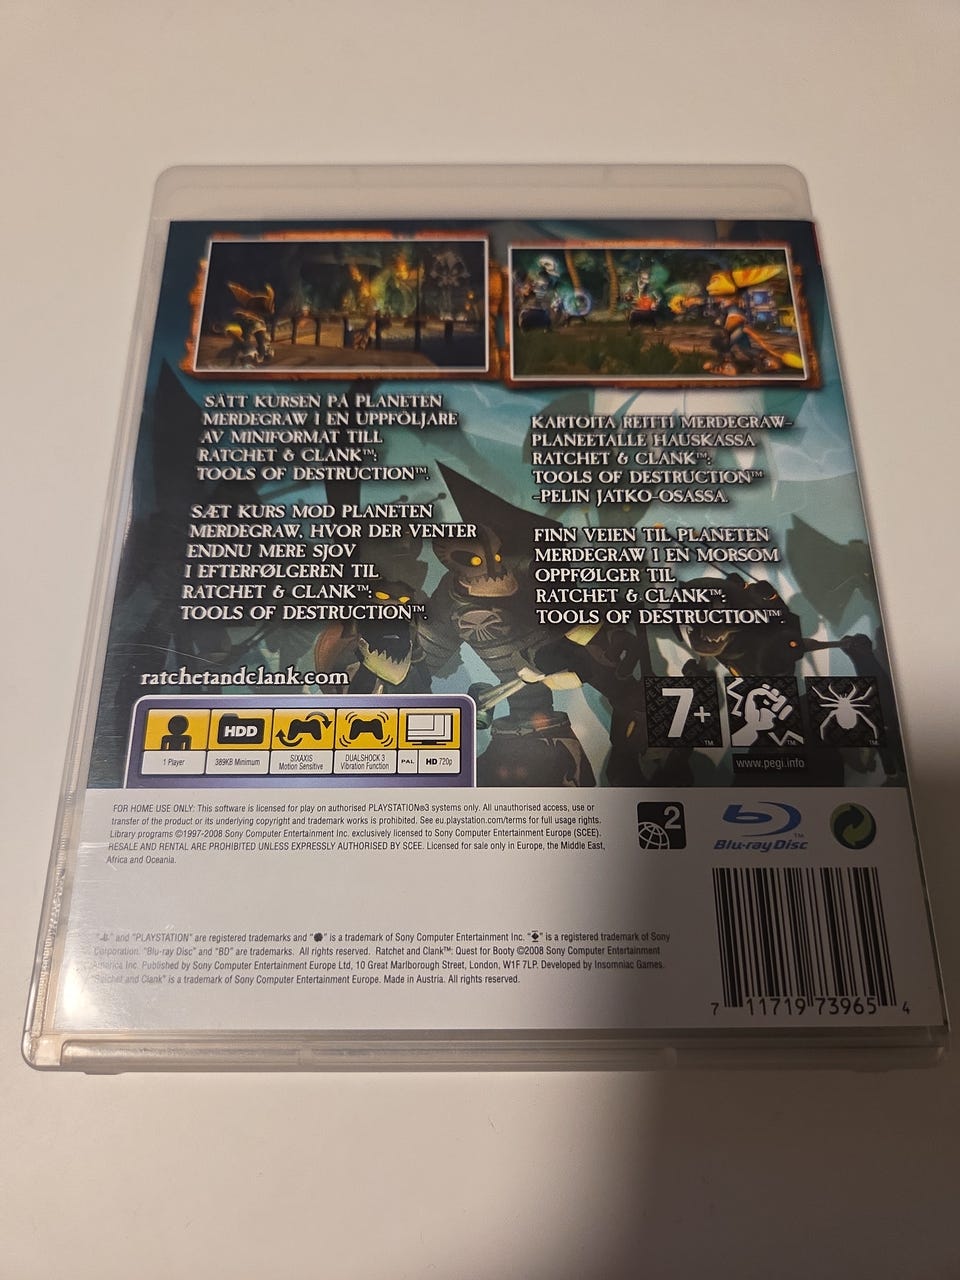 SÄTT KURSEN PÅ PLANETEN
MERDEGRAW I EN UPPFÖLJARE
AV MINIFORMAT TILL
RATCHET & CLANK™:
TOOLS OF DESTRUCTION™.
SÆT KURS MOD PLANETEN
MERDEGRAW, HVOR DER VENTER
ENDNU MERE SJOV
I EFTERFØLGEREN TIL
RATCHET & CLANK™:
TOOLS OF DESTRUCTION™.
KARTOITA REITTI MERDEGRAW-
PLANEETALLE HAUSKASSA
RATCHET & CLANK™:
TOOLS OF DESTRUCTION™
-PELIN JATKO-OSASSA.
FINN VEIEN TIL PLANETEN
MERDEGRAW I EN MORSOM
OPPFØLGER TIL
RATCHET & CLANK™:
TOOLS OF DESTRUCTION™.
ratchetandclank.com
1 Player
HDD
389KB Minimum
SIXAXIS
Motion Sensitive
DUALSHOCK 3
Vibration Function
PAL
HD 720p
7+ ™
™
™
www.pegi.info
FOR HOME USE ONLY: This software is licensed for play on authorised PLAYSTATION®3 systems only. All unauthorised access, use or
transfer of the product or its underlying copyright and trademark works is prohibited. See eu.playstation.com/terms for full usage rights.
Library programs ©1997-2008 Sony Computer Entertainment Inc. exclusively licensed to Sony Computer Entertainment Europe (SCEE).
RESALE AND RENTAL ARE PROHIBITED UNLESS EXPRESSLY AUTHORISED BY SCEE. Licensed for sale only in Europe, the Middle East,
Africa and Oceania.
2
Blu-ray Disc™
" " and "PLAYSTATION" are registered trademarks and " " is a trademark of Sony Computer Entertainment Inc. " " is a registered trademark of Sony
Corporation. "Blu-ray Disc" and "BD" are trademarks. All rights reserved. Ratchet and Clank™: Quest for Booty ©2008 Sony Computer Entertainment
America Inc. Published by Sony Computer Entertainment Europe Ltd, 10 Great Marlborough Street, London, W1F 7LP. Developed by Insomniac Games.
"Ratchet and Clank" is a trademark of Sony Computer Entertainment Europe. Made in Austria. All rights reserved.
7 11719 73965 4